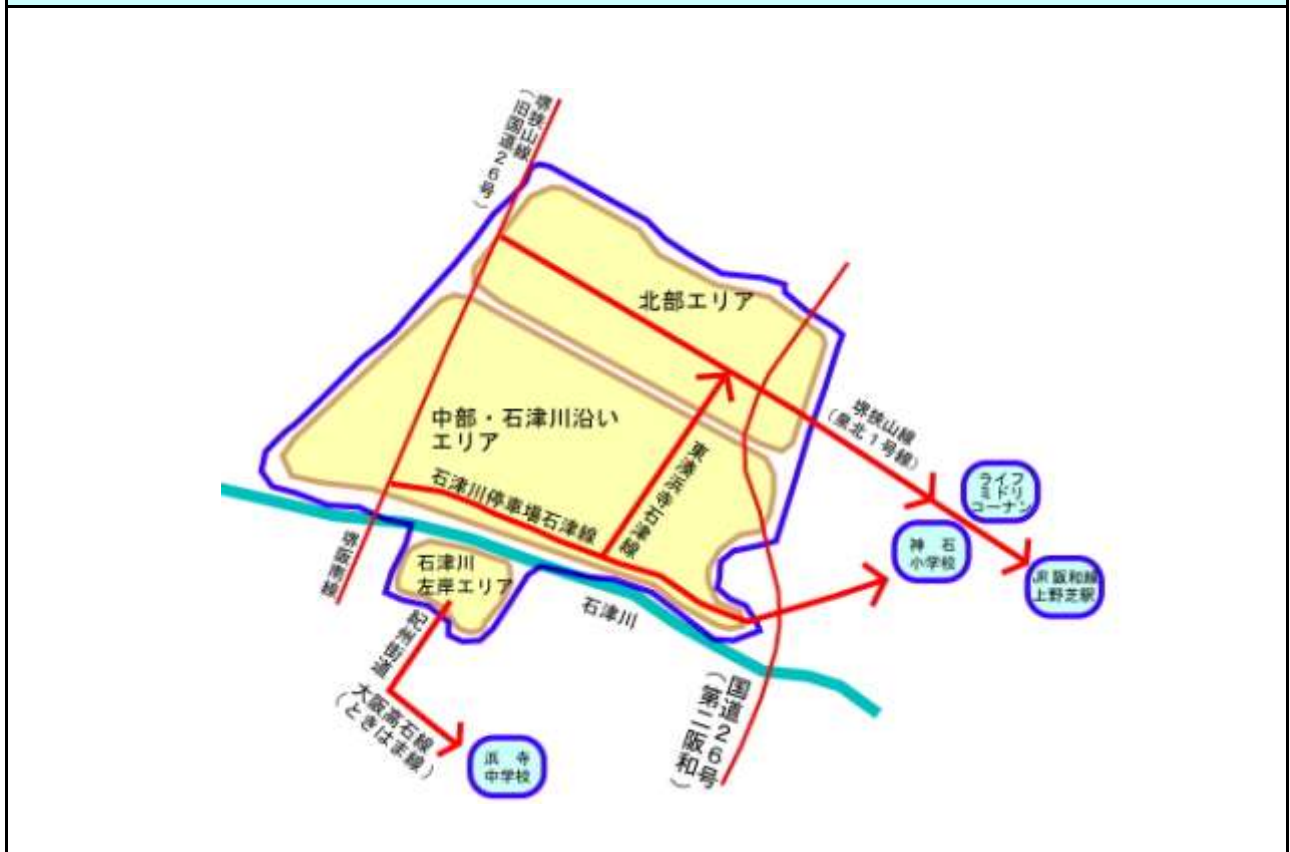 堺狭山線
（旧国道２６号）
北部エリア
中部・石津川沿い
エリア
堺狭山線
（泉北１号線）
東湊浜寺石津線
石津川停車場石津線
ライフ
ミドリ
コーナン
神　石
小学校
JR 阪和線
上野芝駅
堺阪南線
石津川
左岸エリア
石津川
紀州街道
大阪高石線
（ときはま線）
国道２６号
（第二阪和）
浜　寺
中学校